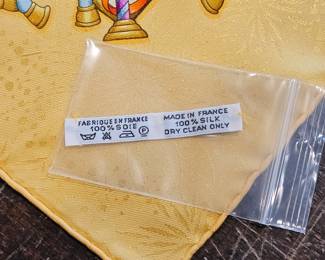 FABRIQUE EN FRANCE
100% SOIE
P
MADE IN FRANCE
100% SILK
DRY CLEAN ONLY